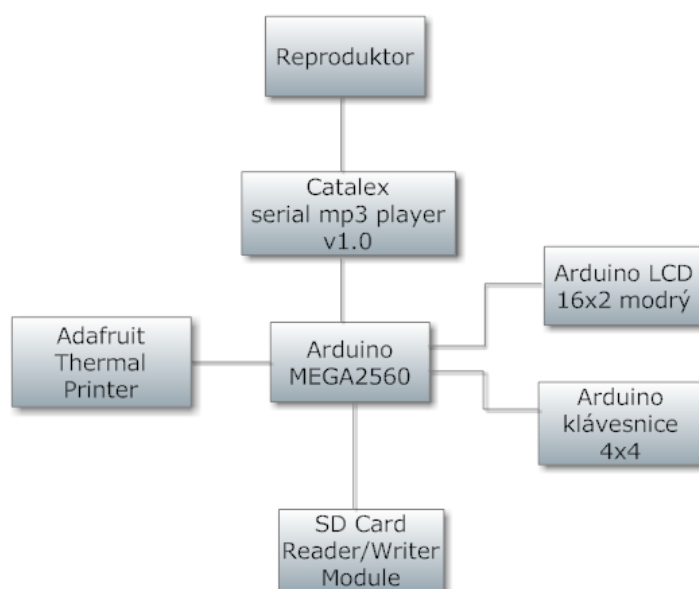 Reproduktor
Catalex
serial mp3 player
v1.0
Arduino LCD
16x2 modrý
Adafruit
Thermal
Printer
Arduino
MEGA2560
Arduino
klávesnice
4x4
SD Card
Reader/Writer
Module